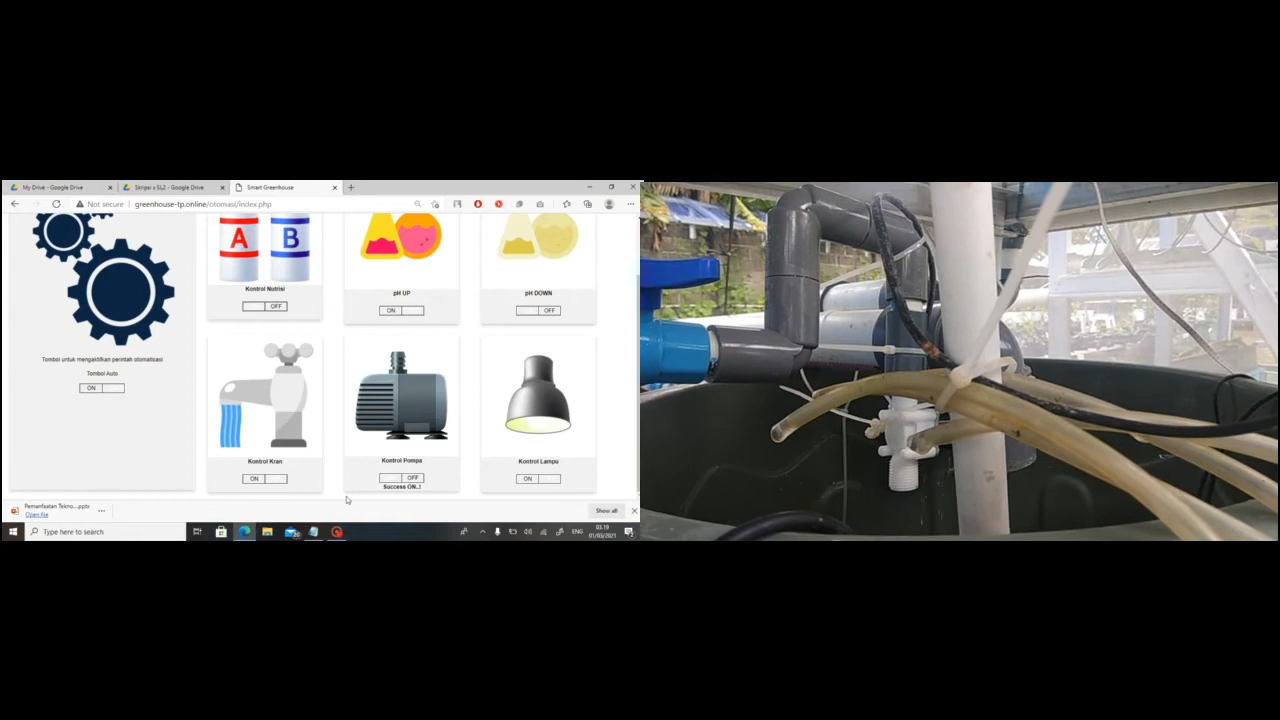 My Drive - Google Drive
Skripsi x SL2 - Google Drive
Smart Greenhouse
Not secure
greenhouse-tp.online/otomasi/index.php
A
B
Kontrol Nutrisi
pH UP
pH DOWN
OFF
ON
OFF
Tombol untuk mengaktifkan perintah otomatisasi
Tombol Auto
ON
Kontrol Kran
Kontrol Pompa
Kontrol Lampu
ON
OFF
ON
Success ON..!
Pemanfaatan Tekno....pptx
Open file
Show all
Type here to search
ENG
03.19
01/03/2021